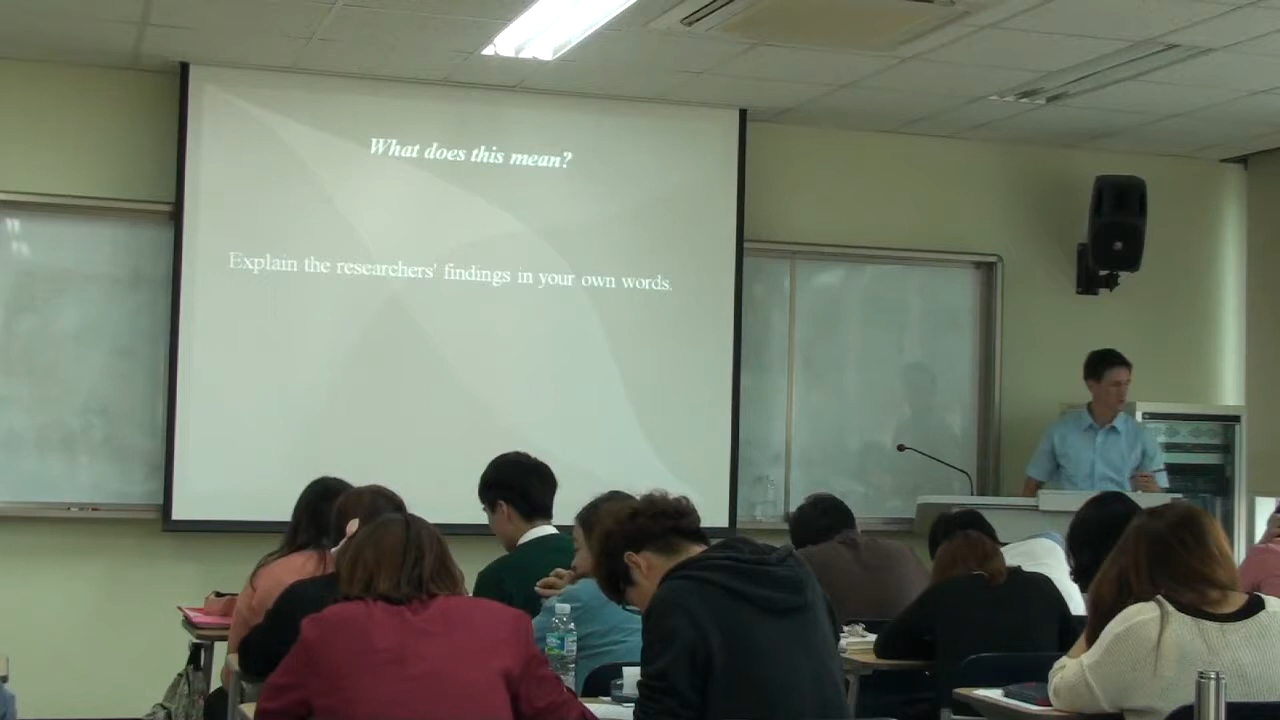 What does this mean?
Explain the researchers' findings in your own words.